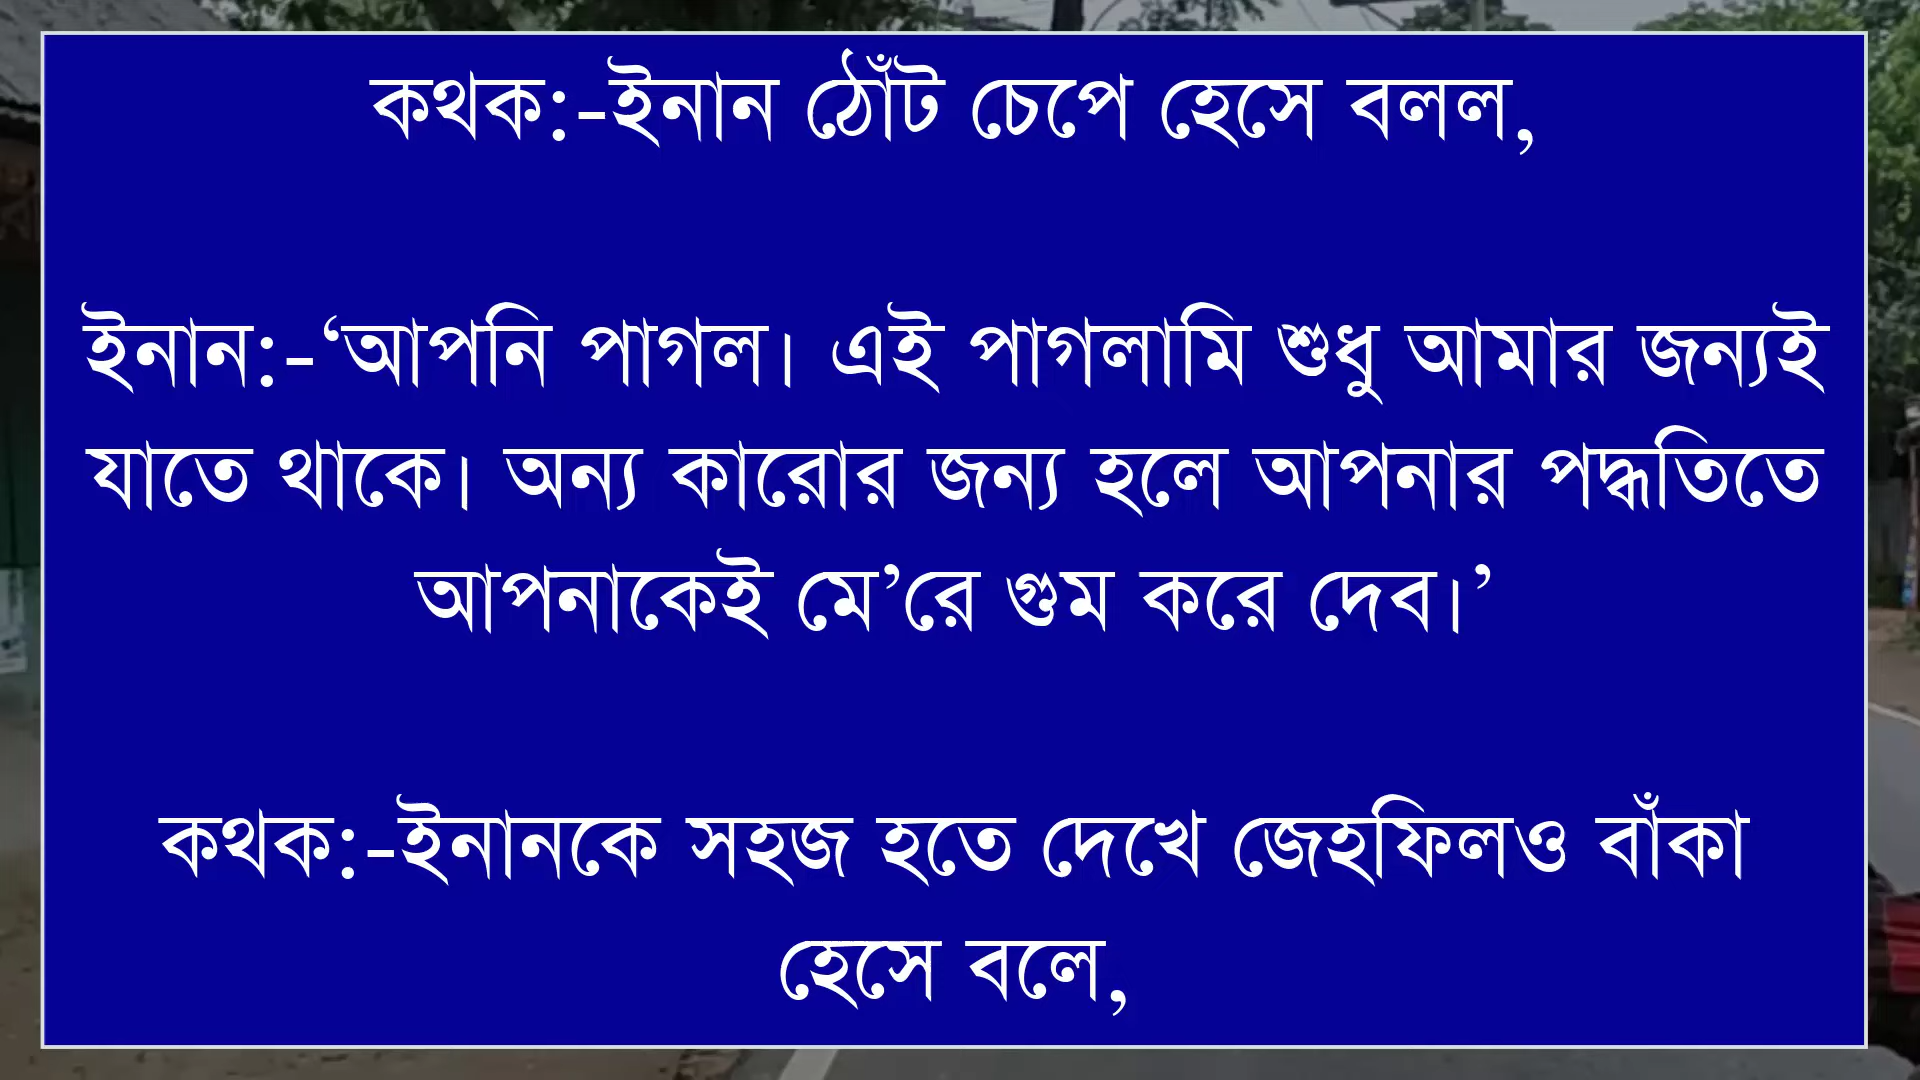 কথক:-ইনান ঠোঁট চেপে হেসে বলল,
ইনান:-‘আপনি পাগল। এই পাগলামি শুধু আমার জন্যই
যাতে থাকে। অন্য কারোর জন্য হলে আপনার পদ্ধতিতে
আপনাকেই মে’রে গুম করে দেব।’
কথক:-ইনানকে সহজ হতে দেখে জেহফিলও বাঁকা
হেসে বলে,